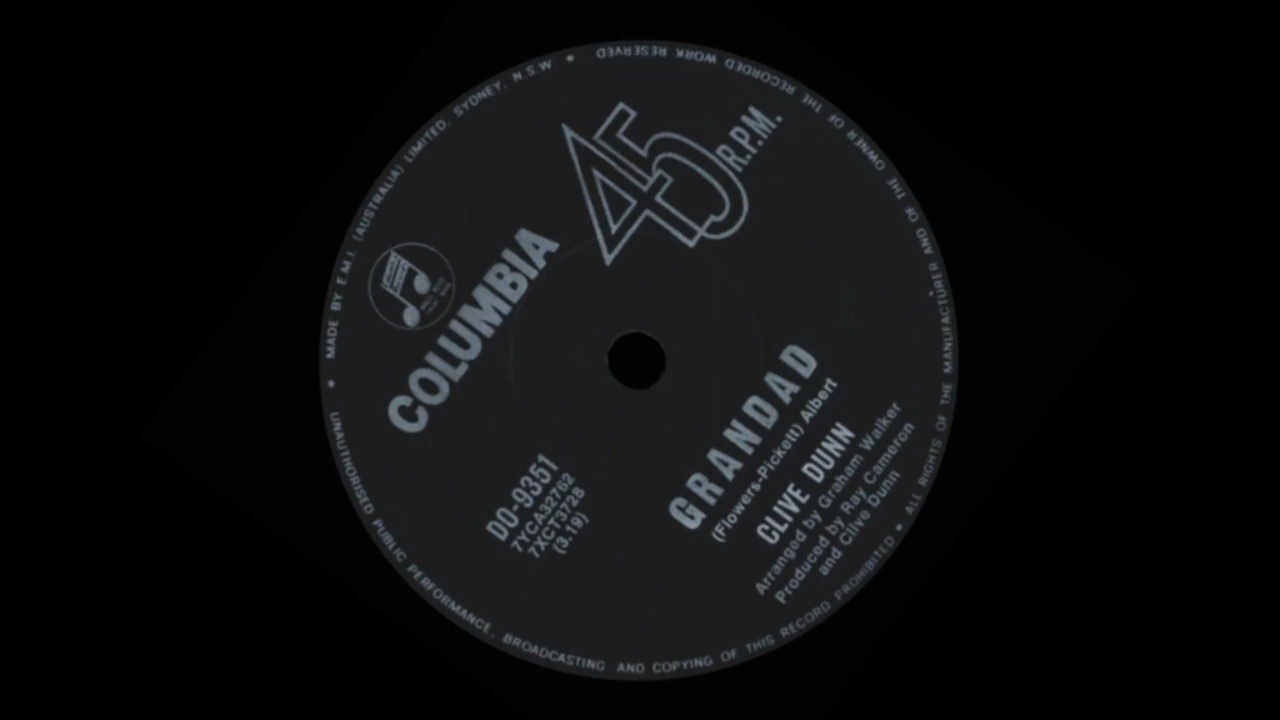 45 R.P.M.
COLUMBIA
DO-9351
7YCA32762
7XCT3728
(3.19)
GRANDAD
(Flowers-Pickett) Albert
CLIVE DUNN
Arranged by Graham Walker
Produced by Ray Cameron
and Clive Dunn
• MADE BY E.M.I. (AUSTRALIA) LIMITED, SYDNEY, N.S.W • 
ALL RIGHTS OF THE MANUFACTURER AND OF THE OWNER OF THE RECORDED WORK RESERVED
UNAUTHORISED PUBLIC PERFORMANCE, BROADCASTING AND COPYING OF THIS RECORD PROHIBITED •